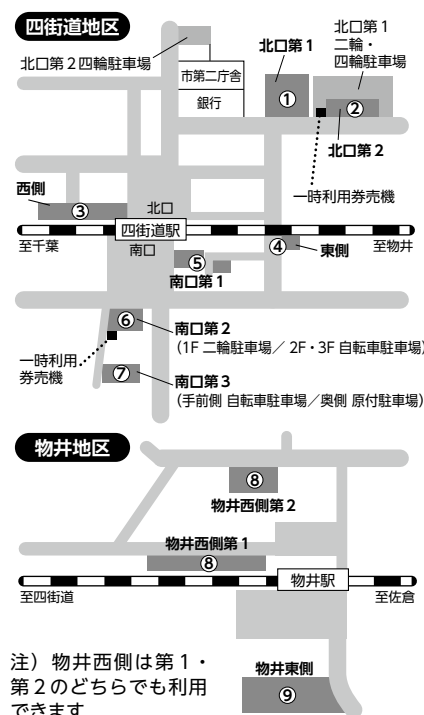 四街道地区
北口第2四輪駐車場
市第二庁舎
銀行
北口第1
①
北口第1
二輪・
四輪駐車場
②
北口第2
一時利用券売機
西側
③
北口
四街道駅
南口
至千葉
至物井
④
東側
⑤
南口第1
⑥
南口第2
(1F 二輪駐車場/ 2F・3F 自転車駐車場)
一時利用
券売機
⑦
南口第3
(手前側 自転車駐車場/奥側 原付駐車場)
物井地区
⑧
物井西側第2
物井西側第1
⑧
物井駅
至四街道
至佐倉
注）物井西側は第1・
第2のどちらでも利用
できます
物井東側
⑨